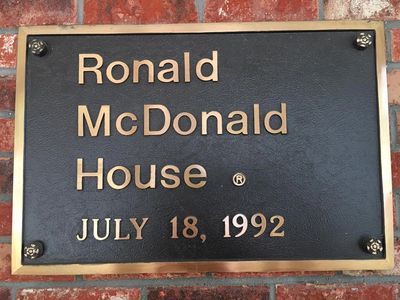 Ronald
McDonald
House ®
JULY 18, 1992